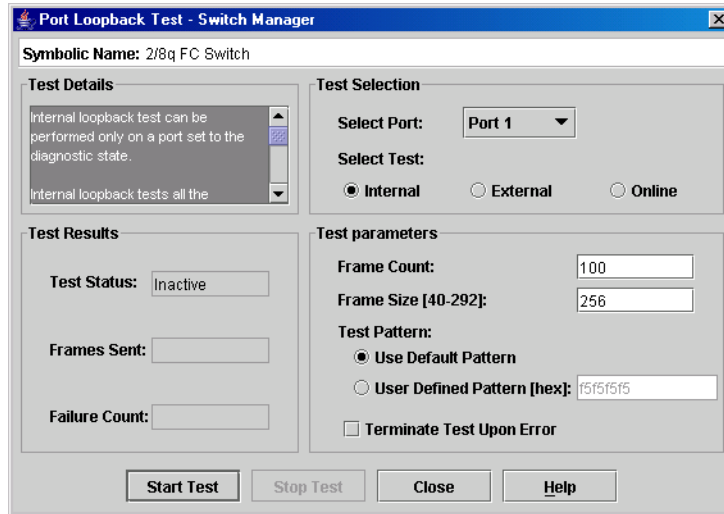 Port Loopback Test - Switch Manager
Symbolic Name: 2/8q FC Switch
Test Details
Internal loopback test can be
performed only on a port set to the
diagnostic state.
Internal loopback tests all the
Test Selection
Select Port: Port 1
Select Test:
Internal External Online
Test Results
Test Status: Inactive
Frames Sent:
Failure Count:
Test parameters
Frame Count: 100
Frame Size [40-292]: 256
Test Pattern:
Use Default Pattern
User Defined Pattern [hex]: f5f5f5f5
Terminate Test Upon Error
Start Test Stop Test Close Help